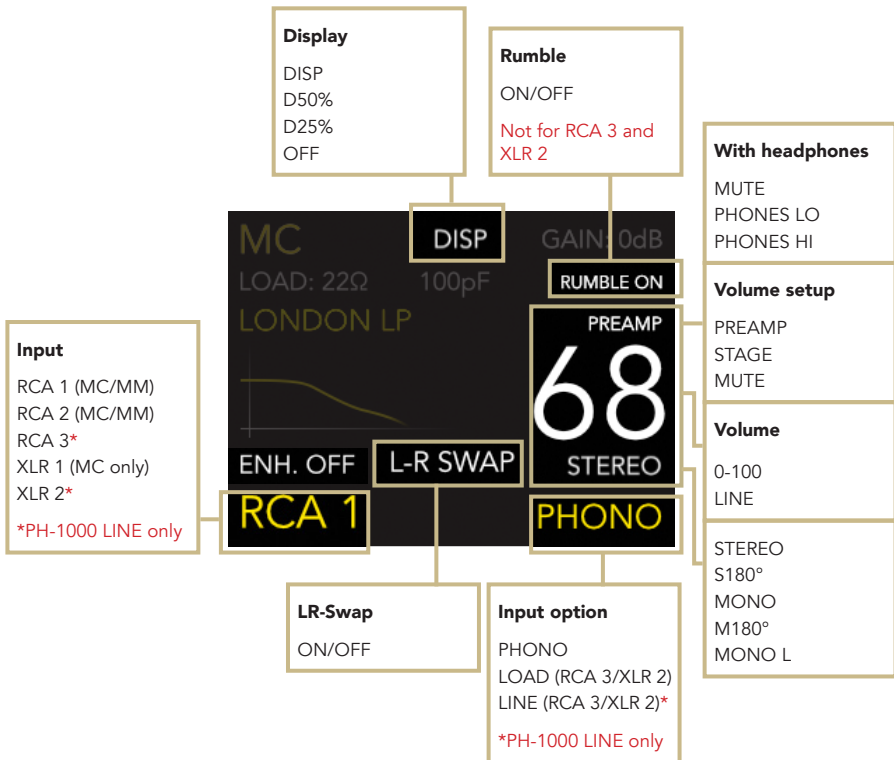 Display
DISP
D50%
D25%
OFF
Rumble
ON/OFF
Not for RCA 3 and
XLR 2
With headphones
MUTE
PHONES LO
PHONES HI
Volume setup
PREAMP
STAGE
MUTE
Volume
0-100
LINE
STEREO
S180°
MONO
M180°
MONO L
Input
RCA 1 (MC/MM)
RCA 2 (MC/MM)
RCA 3*
XLR 1 (MC only)
XLR 2*
*PH-1000 LINE only
MC DISP GAIN: 0dB
LOAD: 22Ω 100pF RUMBLE ON
LONDON LP PREAMP
68
ENH. OFF L-R SWAP STEREO
RCA 1 PHONO
LR-Swap
ON/OFF
Input option
PHONO
LOAD (RCA 3/XLR 2)
LINE (RCA 3/XLR 2)*
*PH-1000 LINE only